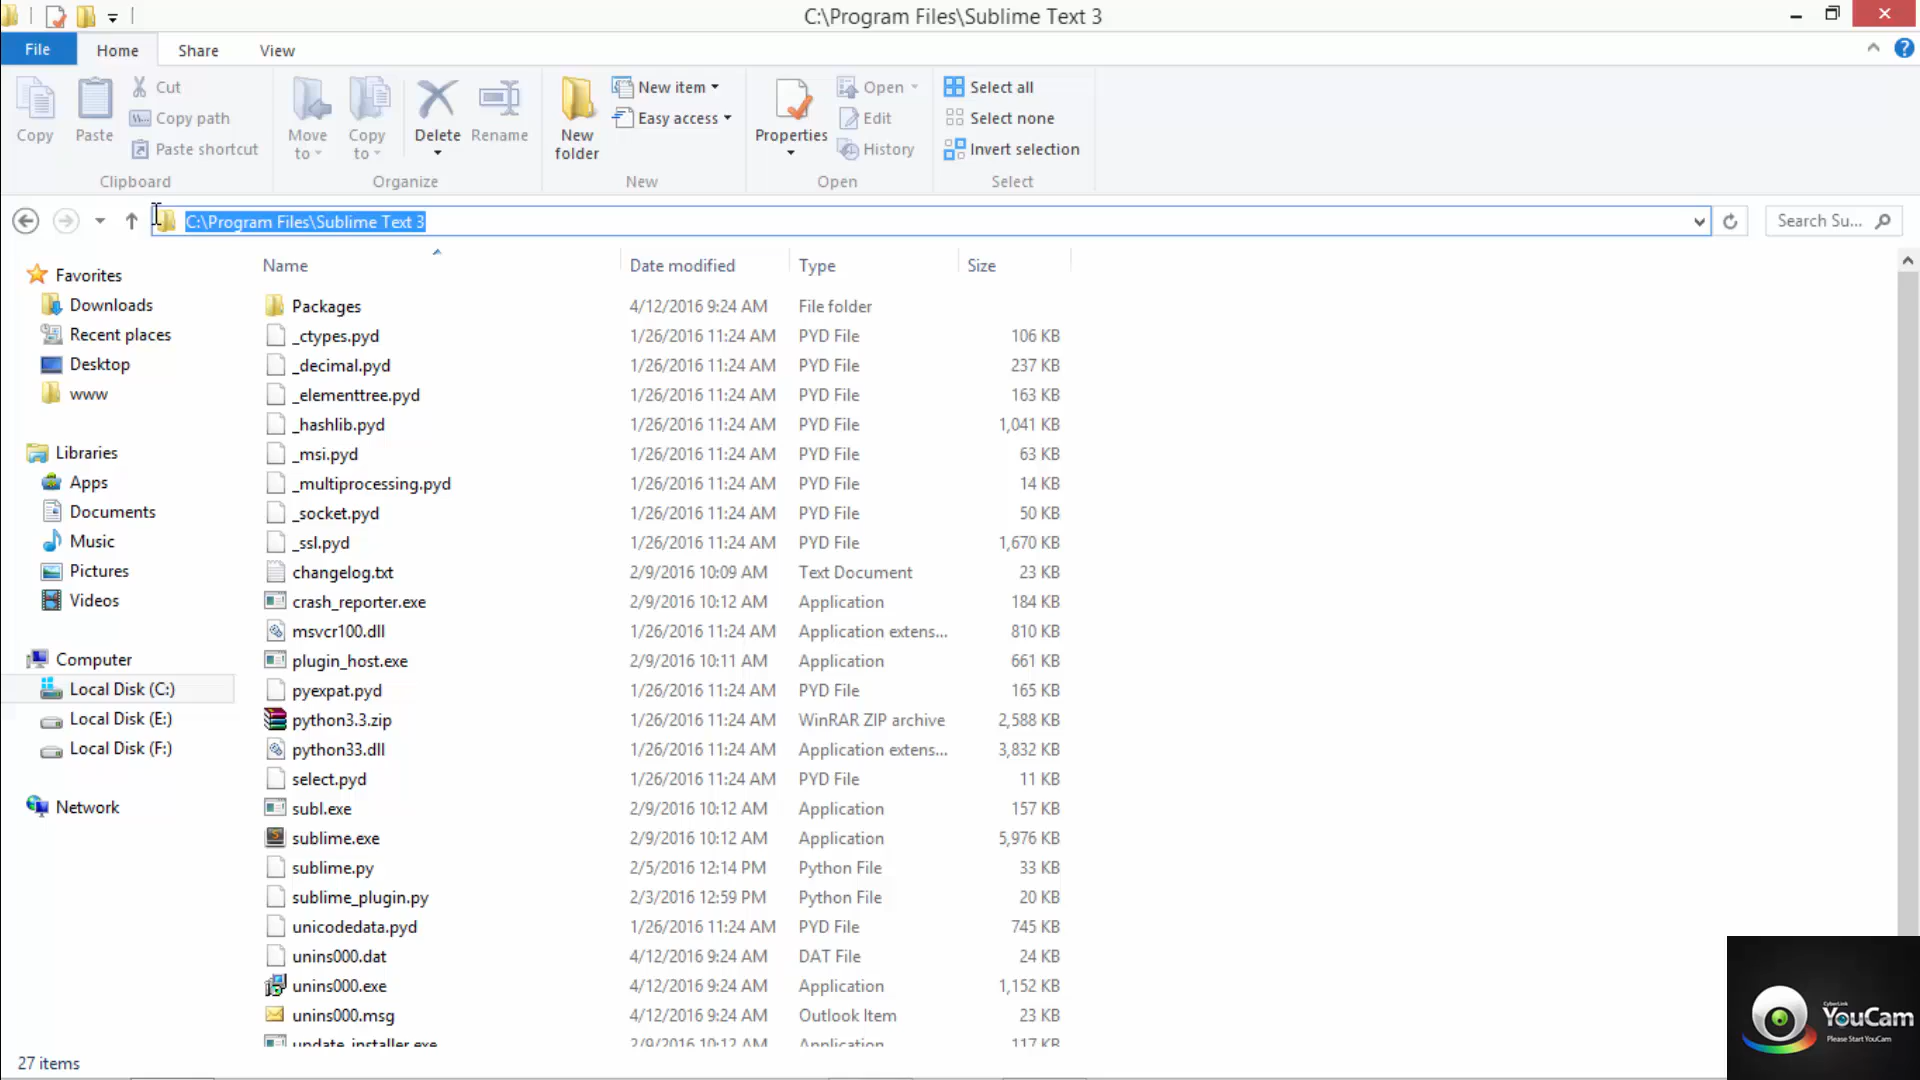 C:\Program Files\Sublime Text 3
File Home Share View
Copy
Paste
Cut
Copy path
Paste shortcut
Clipboard
Move to
Copy to
Delete
Rename
Organize
New folder
New item
Easy access
New
Properties
Open
Edit
History
Open
Select all
Select none
Invert selection
Select
C:\Program Files\Sublime Text 3
Search Su...
Favorites
Downloads
Recent places
Desktop
www
Libraries
Apps
Documents
Music
Pictures
Videos
Computer
Local Disk (C:)
Local Disk (E:)
Local Disk (F:)
Network
Name Date modified Type Size
Packages 4/12/2016 9:24 AM File folder
_ctypes.pyd 1/26/2016 11:24 AM PYD File 106 KB
_decimal.pyd 1/26/2016 11:24 AM PYD File 237 KB
_elementtree.pyd 1/26/2016 11:24 AM PYD File 163 KB
_hashlib.pyd 1/26/2016 11:24 AM PYD File 1,041 KB
_msi.pyd 1/26/2016 11:24 AM PYD File 63 KB
_multiprocessing.pyd 1/26/2016 11:24 AM PYD File 14 KB
_socket.pyd 1/26/2016 11:24 AM PYD File 50 KB
_ssl.pyd 1/26/2016 11:24 AM PYD File 1,670 KB
changelog.txt 2/9/2016 10:09 AM Text Document 23 KB
crash_reporter.exe 2/9/2016 10:12 AM Application 184 KB
msvcr100.dll 1/26/2016 11:24 AM Application extens... 810 KB
plugin_host.exe 2/9/2016 10:11 AM Application 661 KB
pyexpat.pyd 1/26/2016 11:24 AM PYD File 165 KB
python3.3.zip 1/26/2016 11:24 AM WinRAR ZIP archive 2,588 KB
python33.dll 1/26/2016 11:24 AM Application extens... 3,832 KB
select.pyd 1/26/2016 11:24 AM PYD File 11 KB
subl.exe 2/9/2016 10:12 AM Application 157 KB
sublime.exe 2/9/2016 10:12 AM Application 5,976 KB
sublime.py 2/5/2016 12:14 PM Python File 33 KB
sublime_plugin.py 2/3/2016 12:59 PM Python File 20 KB
unicodedata.pyd 1/26/2016 11:24 AM PYD File 745 KB
unins000.dat 4/12/2016 9:24 AM DAT File 24 KB
unins000.exe 4/12/2016 9:24 AM Application 1,152 KB
unins000.msg 4/12/2016 9:24 AM Outlook Item 23 KB
update_installer.exe 2/9/2016 10:12 AM Application 117 KB
27 items
CyberLink
YouCam
Please Start YouCam